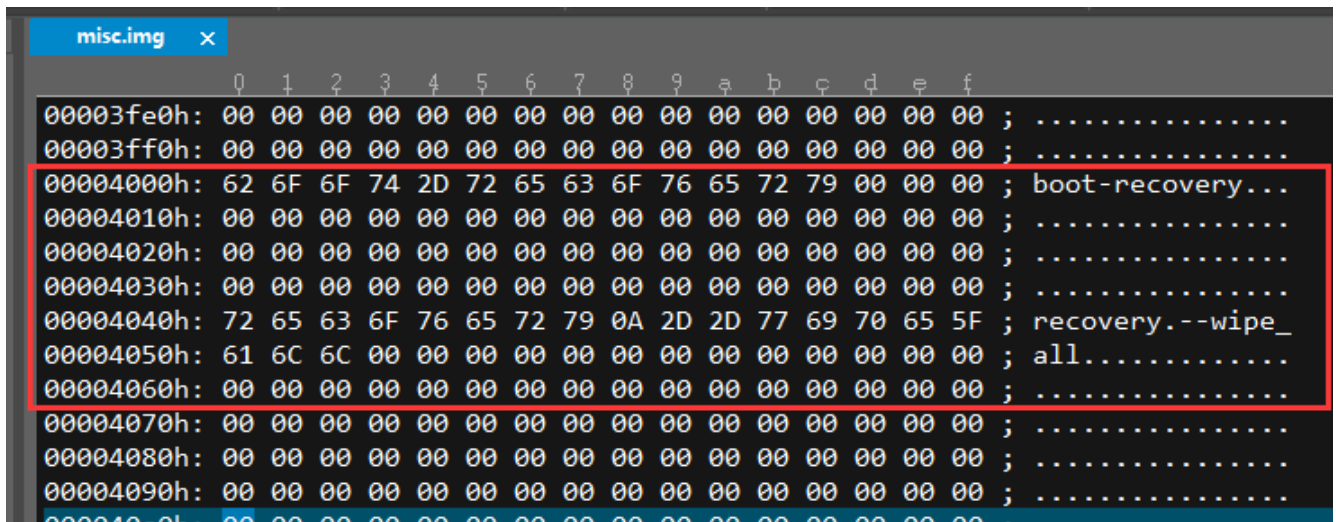 misc.img ×
0 1 2 3 4 5 6 7 8 9 a b c d e f
00003fe0h: 00 00 00 00 00 00 00 00 00 00 00 00 00 00 00 00 ; ................
00003ff0h: 00 00 00 00 00 00 00 00 00 00 00 00 00 00 00 00 ; ................
00004000h: 62 6F 6F 74 2D 72 65 63 6F 76 65 72 79 00 00 00 ; boot-recovery...
00004010h: 00 00 00 00 00 00 00 00 00 00 00 00 00 00 00 00 ; ................
00004020h: 00 00 00 00 00 00 00 00 00 00 00 00 00 00 00 00 ; ................
00004030h: 00 00 00 00 00 00 00 00 00 00 00 00 00 00 00 00 ; ................
00004040h: 72 65 63 6F 76 65 72 79 0A 2D 2D 77 69 70 65 5F ; recovery.--wipe_
00004050h: 61 6C 6C 00 00 00 00 00 00 00 00 00 00 00 00 00 ; all.............
00004060h: 00 00 00 00 00 00 00 00 00 00 00 00 00 00 00 00 ; ................
00004070h: 00 00 00 00 00 00 00 00 00 00 00 00 00 00 00 00 ; ................
00004080h: 00 00 00 00 00 00 00 00 00 00 00 00 00 00 00 00 ; ................
00004090h: 00 00 00 00 00 00 00 00 00 00 00 00 00 00 00 00 ; ................